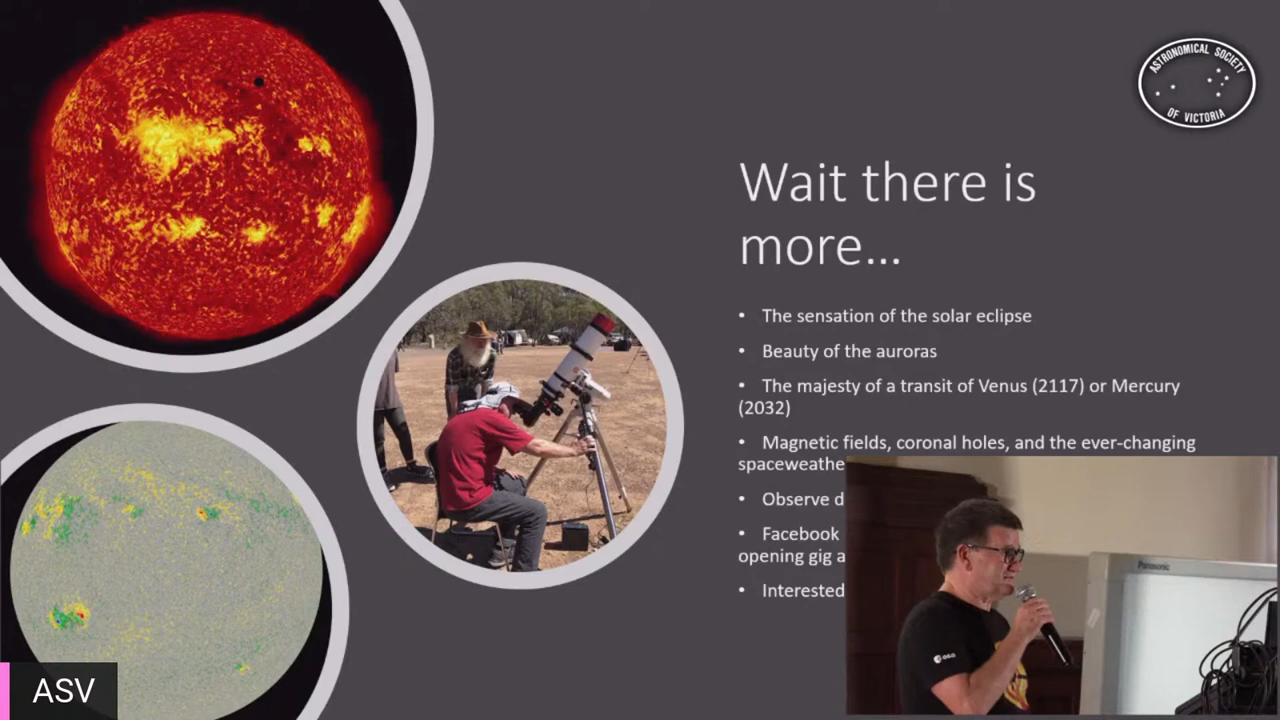 ASTRONOMICAL SOCIETY
OF VICTORIA
Wait there is
more...
• The sensation of the solar eclipse
• Beauty of the auroras
• The majesty of a transit of Venus (2117) or Mercury
(2032)
• Magnetic fields, coronal holes, and the ever-changing
spaceweathe
• Observe d
• Facebook
opening gig a
• Interested
Panasonic
esa
ASV